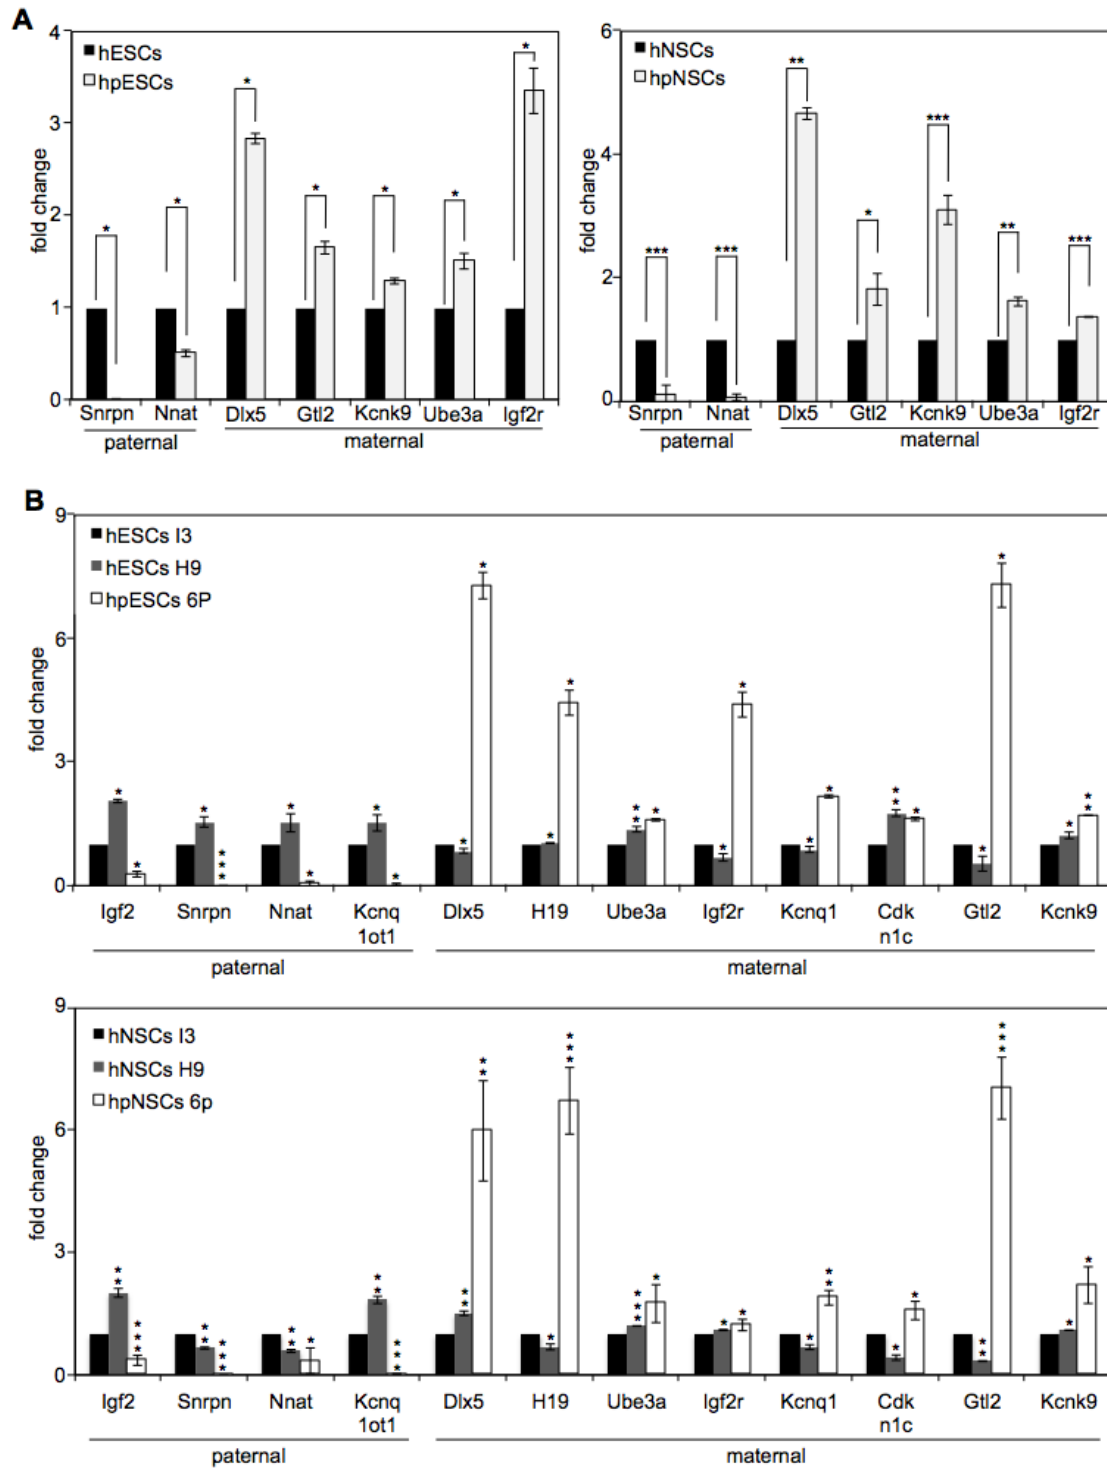 A
4
3
2
1
0
fold change
hESCs
hpESCs
* * * * * * *
Snrpn Nnat Dlx5 Gtl2 Kcnk9 Ube3a Igf2r
paternal maternal
6
4
2
0
fold change
hNSCs
hpNSCs
*** *** ** * *** ** ***
Snrpn Nnat Dlx5 Gtl2 Kcnk9 Ube3a Igf2r
paternal maternal
B
9
6
3
0
fold change
hESCs I3
hESCs H9
hpESCs 6P
* * * *** * * * * * * * * ** * * * * * ** * * * * **
Igf2 Snrpn Nnat Kcnq Dlx5 H19 Ube3a Igf2r Kcnq1 Cdk Gtl2 Kcnk9
1ot1 n1c
paternal maternal
9
6
3
0
fold change
hNSCs I3
hNSCs H9
hpNSCs 6p
** *** ** *** ** * ** *** ** ** * *** *** * * * * ** * * ** *** * *
Igf2 Snrpn Nnat Kcnq Dlx5 H19 Ube3a Igf2r Kcnq1 Cdk Gtl2 Kcnk9
1ot1 n1c
paternal maternal